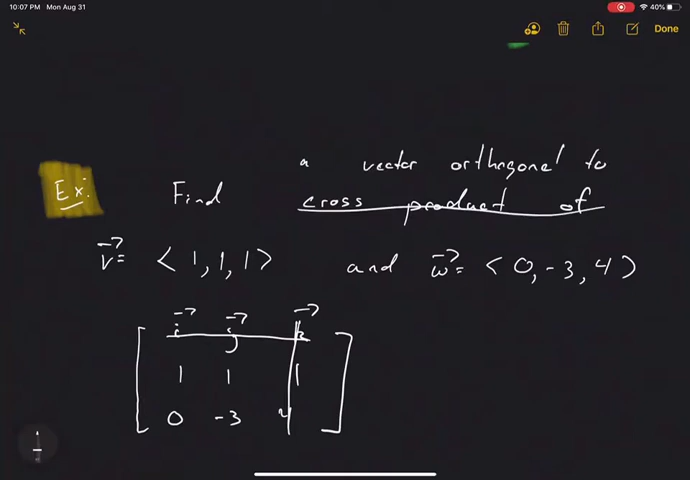 10:07 PM Mon Aug 31
40%
Done
a vector orthogonal to
Ex: Find cross product of
v = < 1, 1, 1 > and w = < 0, -3, 4 >
i j k
1 1 1
0 -3 4